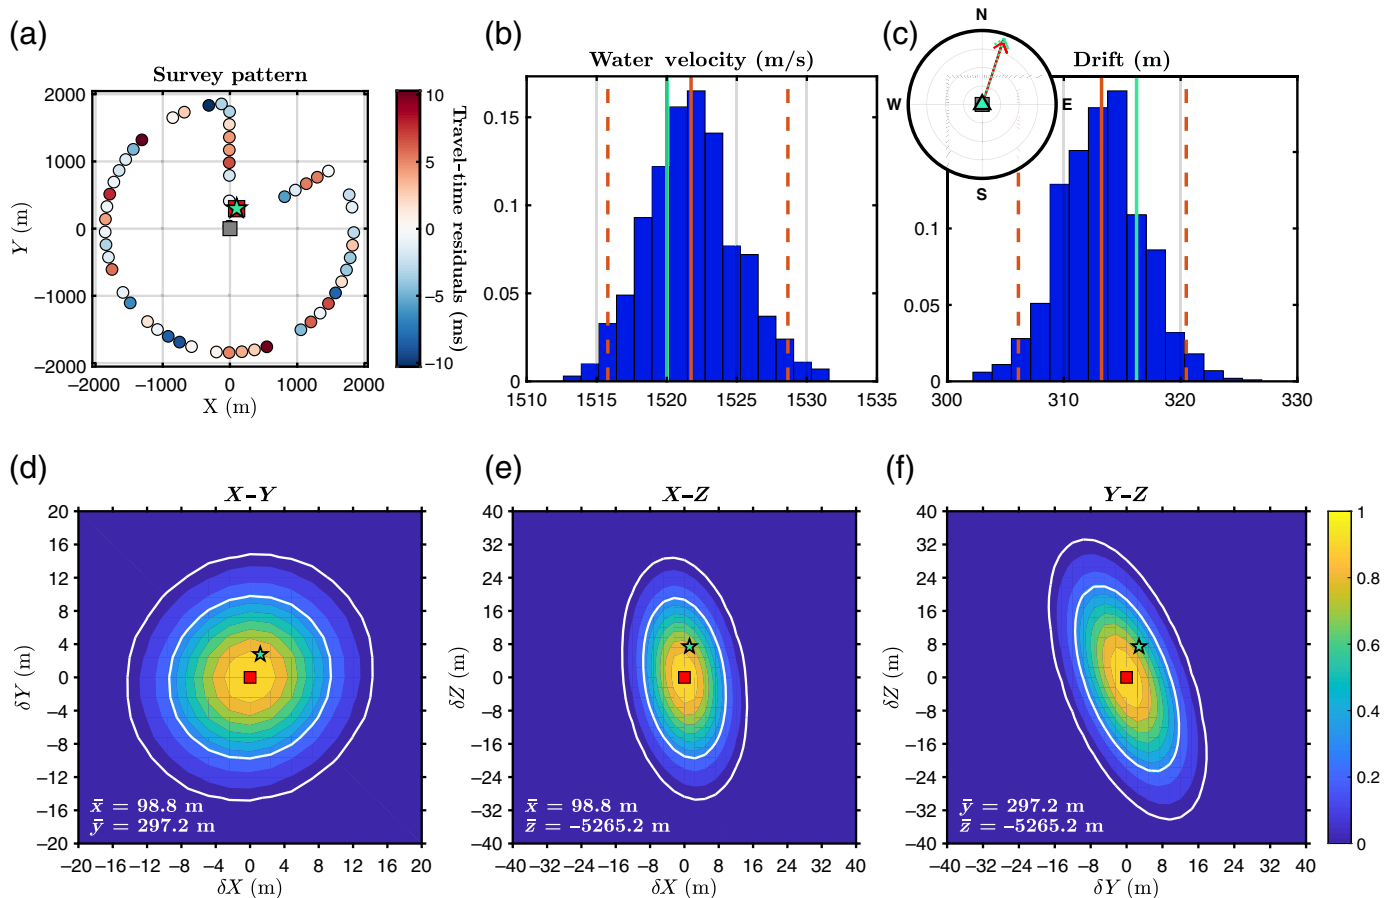 (a)
Survey pattern
2000
1000
0
−1000
−2000
Y (m)
−2000 −1000 0 1000 2000
X (m)
10
5
0
−5
−10
Travel-time residuals (ms)
(b)
Water velocity (m/s)
0.15
0.1
0.05
0
1510 1515 1520 1525 1530 1535
(c)
Drift (m)
N
W E
S
0.1
0.05
0
300 310 320 330
(d)
X–Y
20
16
12
8
4
0
−4
−8
−12
−16
−20
δY (m)
x̄ = 98.8 m
ȳ = 297.2 m
−20 −16 −12 −8 −4 0 4 8 12 16 20
δX (m)
(e)
X–Z
40
32
24
16
8
0
−8
−16
−24
−32
−40
δZ (m)
x̄ = 98.8 m
z̄ = –5265.2 m
−40 −32 −24 −16 −8 0 8 16 24 32 40
δX (m)
(f)
Y–Z
40
32
24
16
8
0
−8
−16
−24
−32
−40
δZ (m)
ȳ = 297.2 m
z̄ = –5265.2 m
−40 −32 −24 −16 −8 0 8 16 24 32 40
δY (m)
1
0.8
0.6
0.4
0.2
0